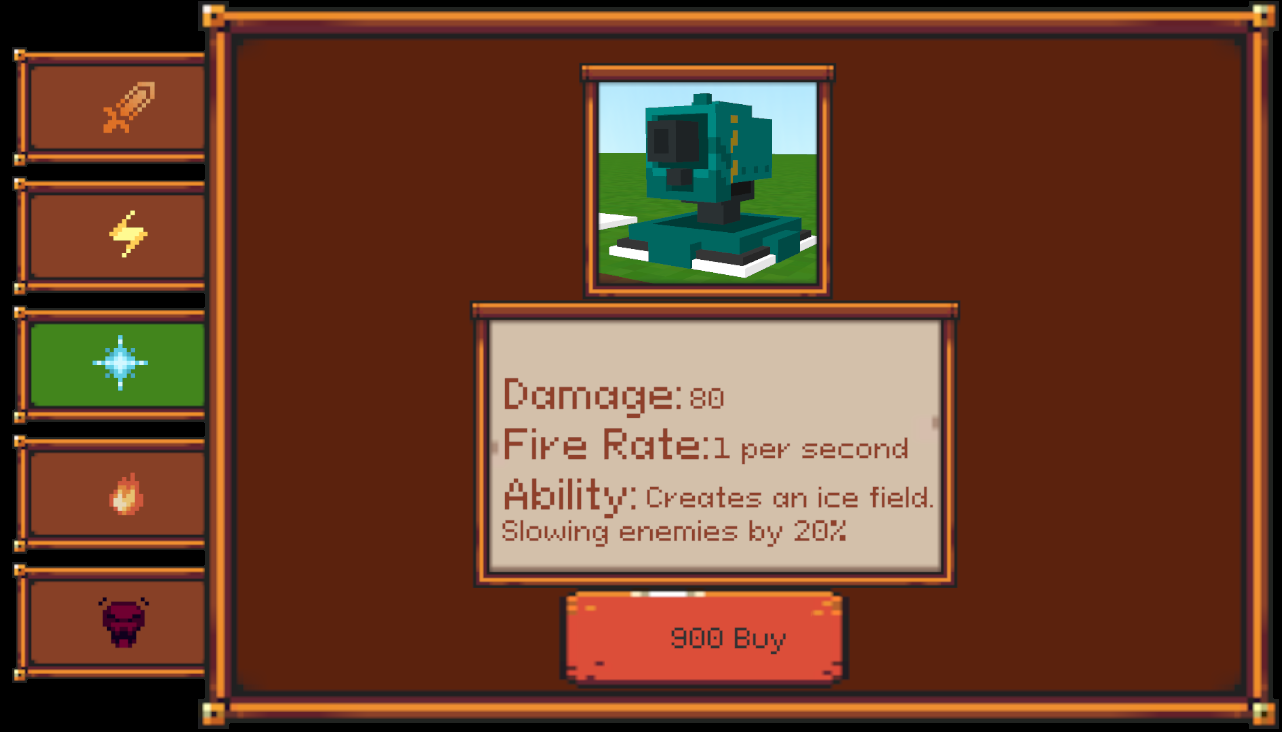 Damage: 80
Fire Rate:1 per second
Ability: Creates an ice field.
Slowing enemies by 20%
900 Buy